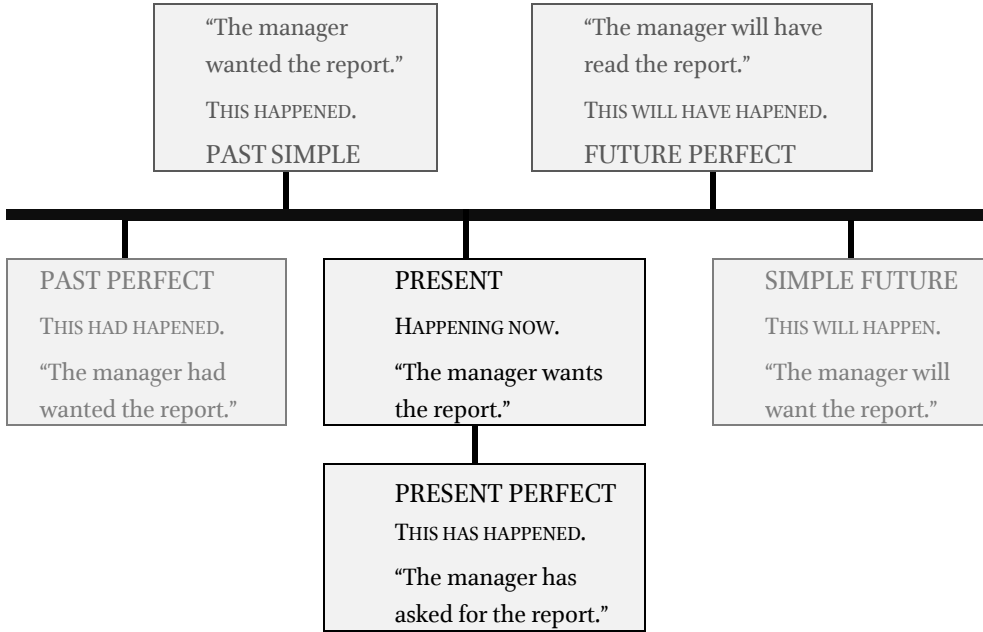 “The manager
wanted the report.”
THIS HAPPENED.
PAST SIMPLE
“The manager will have
read the report.”
THIS WILL HAVE HAPENED.
FUTURE PERFECT
PAST PERFECT
THIS HAD HAPENED.
“The manager had
wanted the report.”
PRESENT
HAPPENING NOW.
“The manager wants
the report.”
SIMPLE FUTURE
THIS WILL HAPPEN.
“The manager will
want the report.”
PRESENT PERFECT
THIS HAS HAPPENED.
“The manager has
asked for the report.”